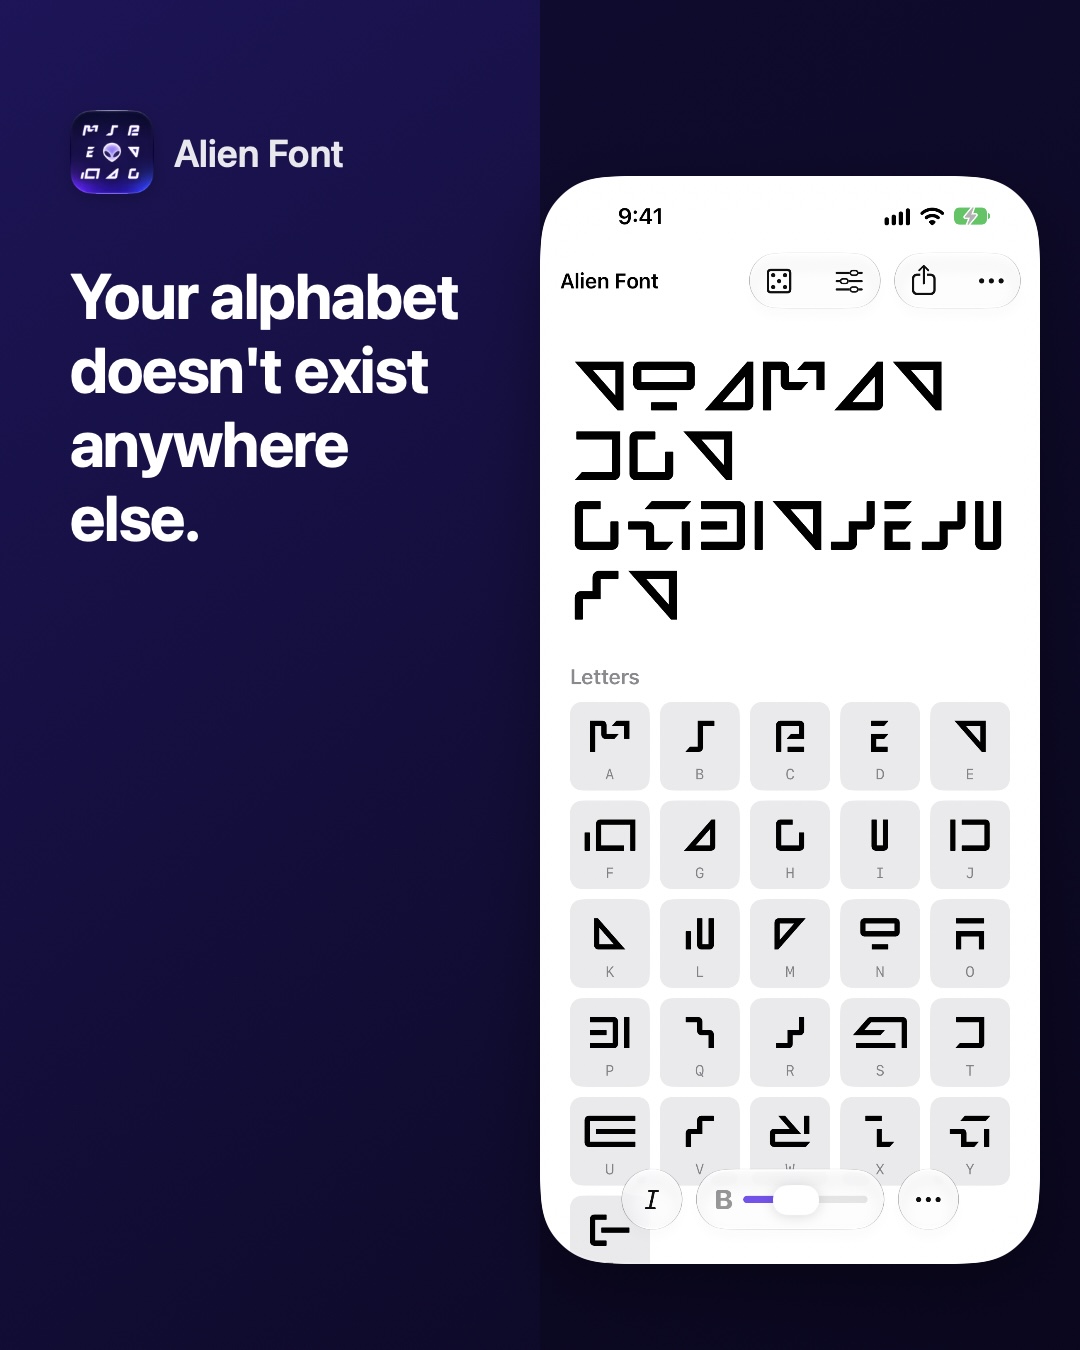 Alien Font
Your alphabet
doesn't exist
anywhere
else.
9:41
Alien Font
Letters
A B C D E
F G H I J
K L M N O
P Q R S T
U V W X Y
I B